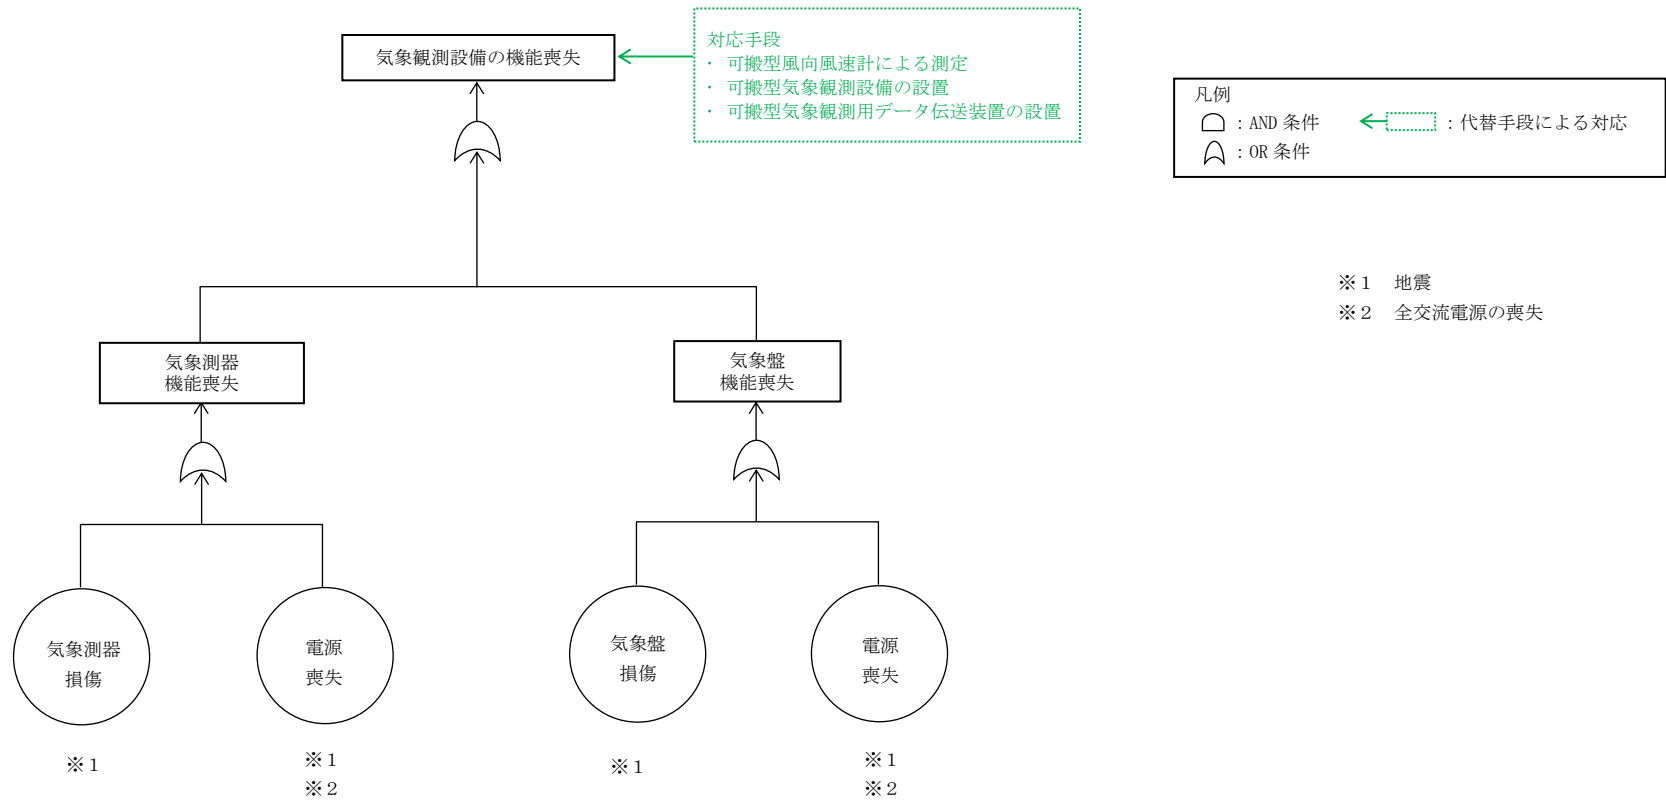 気象観測設備の機能喪失
対応手段
・ 可搬型風向風速計による測定
・ 可搬型気象観測設備の設置
・ 可搬型気象観測用データ伝送装置の設置
凡例
：AND 条件
：代替手段による対応
：OR 条件
※１ 地震
※２ 全交流電源の喪失
気象測器
機能喪失
気象盤
機能喪失
気象測器
損傷
電源
喪失
気象盤
損傷
電源
喪失
※１
※１
※２
※１
※１
※２